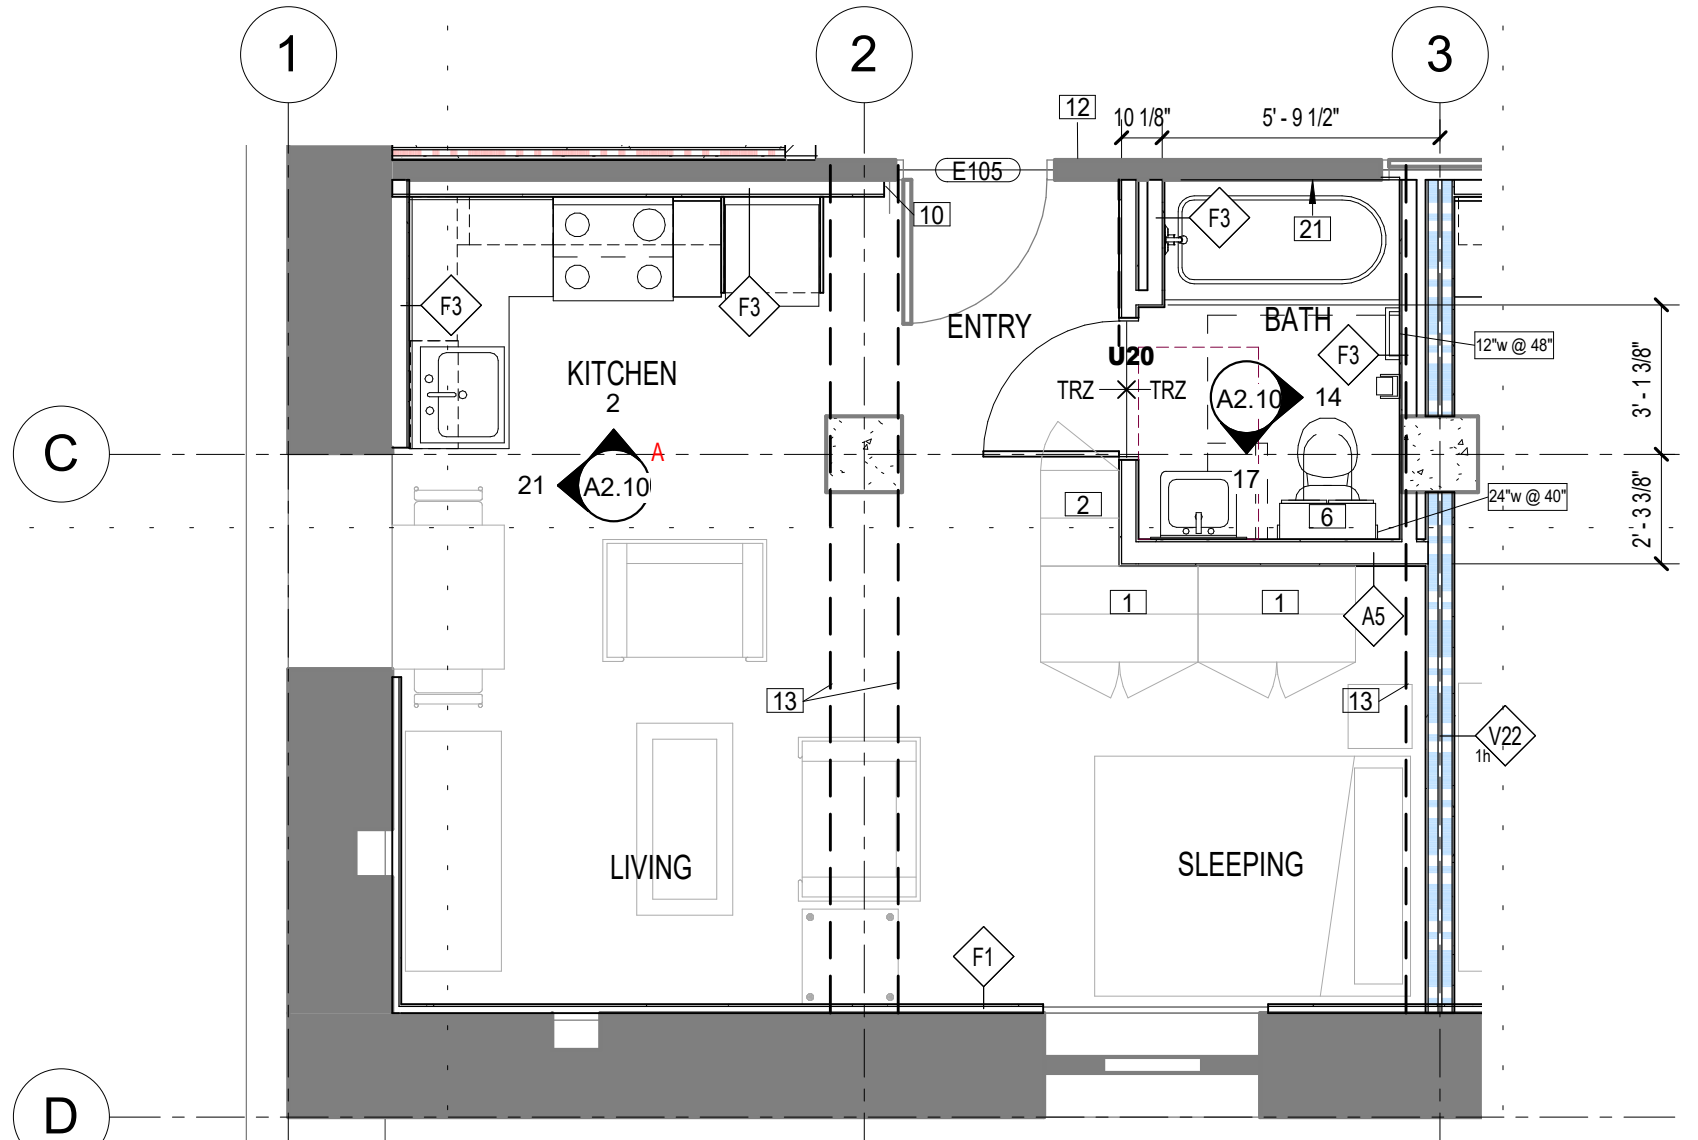 1
2
3
12
10 1/8"
5' - 9 1/2"
E105
10
F3
21
F3
F3
ENTRY
BATH
12"w @ 48"
U20
F3
KITCHEN
2
TRZ
TRZ
A2.10
14
3' - 1 3/8"
C
A
21
A2.10
17
2
6
24"w @ 40"
2' - 3 3/8"
1
1
A5
13
13
V22
1h
LIVING
SLEEPING
F1
D